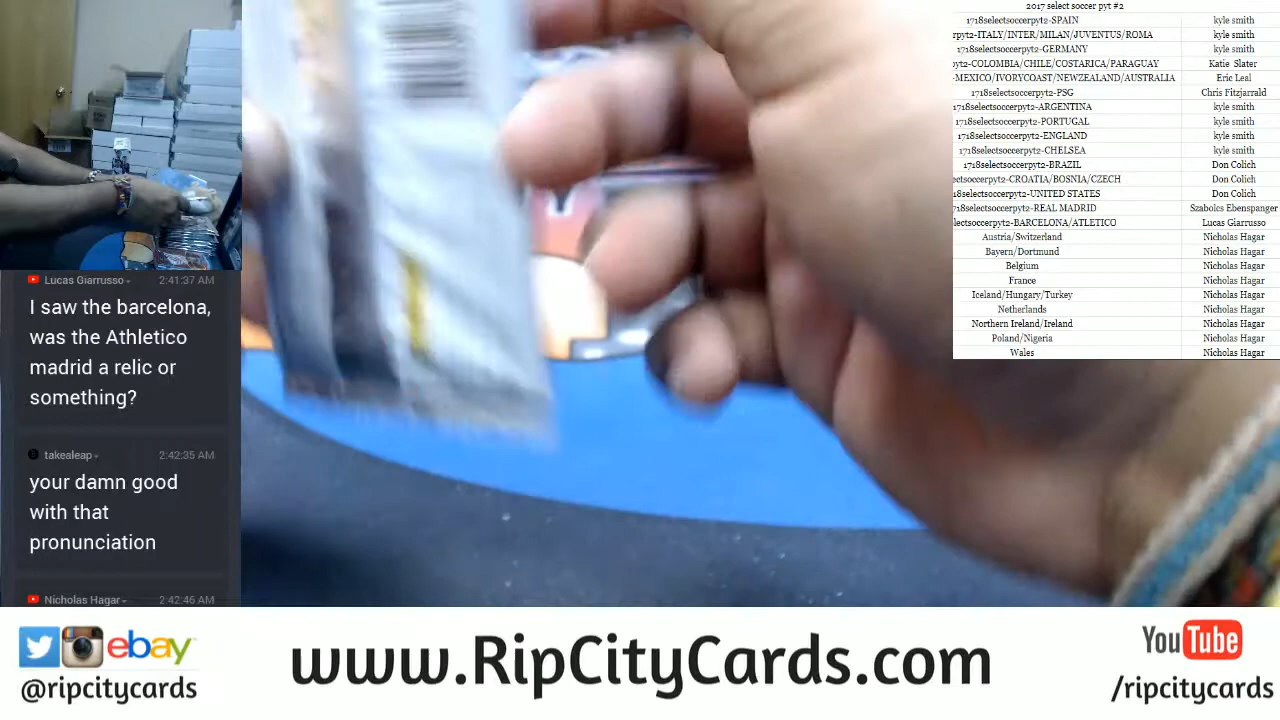 2017 select soccer pyt #2
1718selectsoccerpyt2-SPAIN kyle smith
rpyt2-ITALY/INTER/MILAN/JUVENTUS/ROMA kyle smith
1718selectsoccerpyt2-GERMANY kyle smith
pyt2-COLOMBIA/CHILE/COSTARICA/PARAGUAY Katie Slater
-MEXICO/IVORYCOAST/NEWZEALAND/AUSTRALIA Eric Leal
1718selectsoccerpyt2-PSG Chris Fitzjarrald
1718selectsoccerpyt2-ARGENTINA kyle smith
1718selectsoccerpyt2-PORTUGAL kyle smith
1718selectsoccerpyt2-ENGLAND kyle smith
1718selectsoccerpyt2-CHELSEA kyle smith
1718selectsoccerpyt2-BRAZIL Don Colich
ectsoccerpyt2-CROATIA/BOSNIA/CZECH Don Colich
1718selectsoccerpyt2-UNITED STATES Don Colich
1718selectsoccerpyt2-REAL MADRID Szabolcs Ebenspanger
lectsoccerpyt2-BARCELONA/ATLETICO Lucas Giarrusso
Austria/Switzerland Nicholas Hagar
Bayern/Dortmund Nicholas Hagar
Belgium Nicholas Hagar
France Nicholas Hagar
Iceland/Hungary/Turkey Nicholas Hagar
Netherlands Nicholas Hagar
Northern Ireland/Ireland Nicholas Hagar
Poland/Nigeria Nicholas Hagar
Wales Nicholas Hagar
Lucas Giarrusso 2:41:37 AM
I saw the barcelona,
was the Athletico
madrid a relic or
something?
takealeap 2:42:35 AM
your damn good
with that
pronunciation
Nicholas Hagar 2:42:46 AM
ebay
@ripcitycards
www.RipCityCards.com
YouTube
/ripcitycards